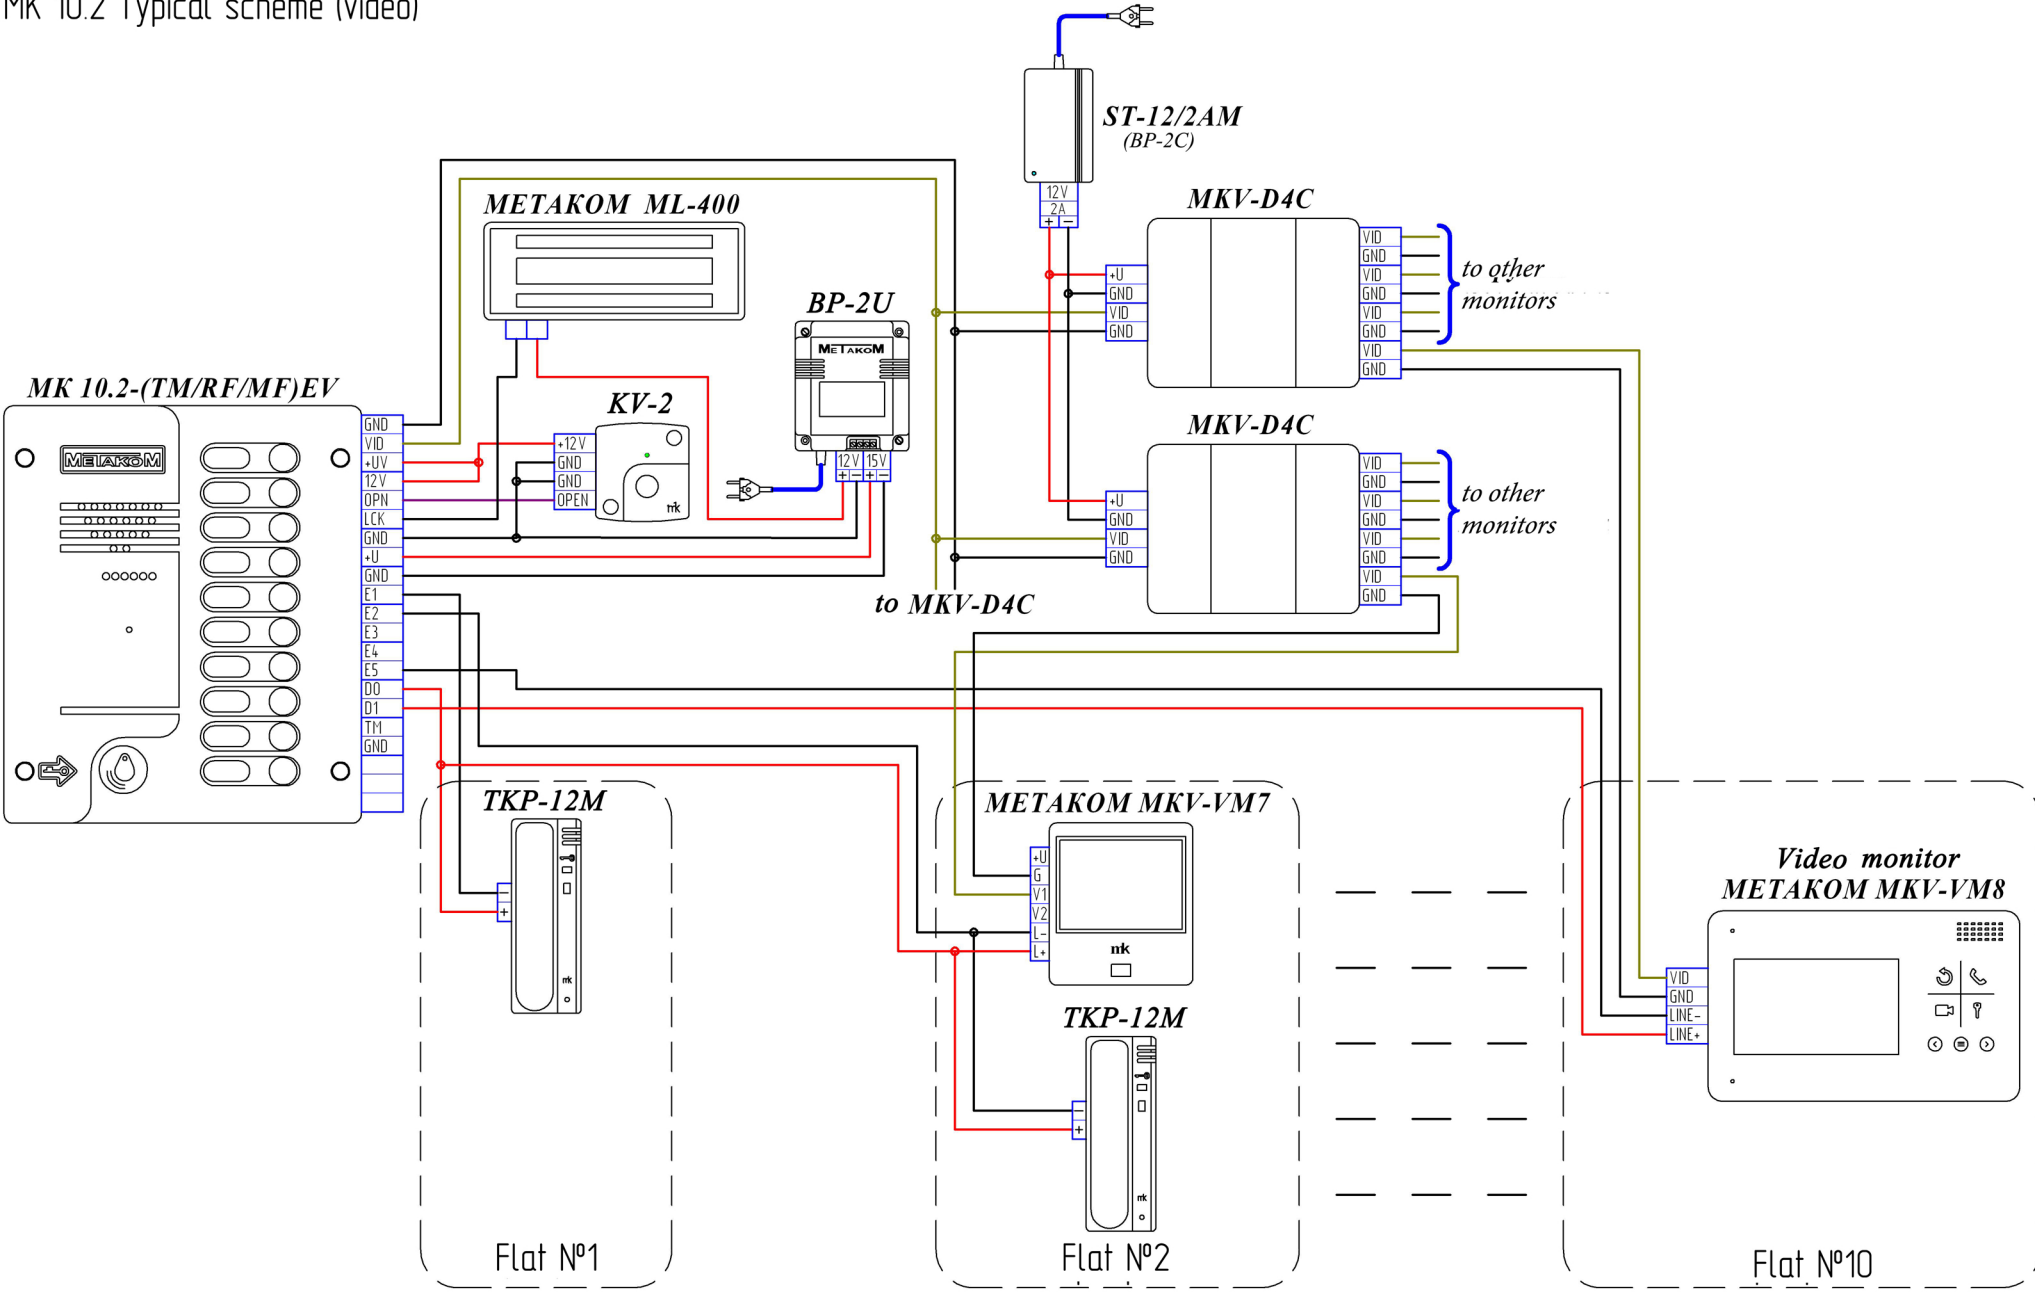 MK 10.2 Typical scheme (video)
ST-12/2AM
(BP-2C)
12V
2A
+ −
METAKOM ML-400
MKV-D4C
+U
GND
VID
GND
VID
GND
VID
GND
VID
GND
VID
GND
to other
monitors
BP-2U
METAKOM
12V 15V
+ − + −
KV-2
+12V
GND
GND
OPEN
mk
MK 10.2-(TM/RF/MF)EV
METAKOM
GND
VID
+UV
12V
OPN
LCK
GND
+U
GND
E1
E2
E3
E4
E5
D0
D1
TM
GND
MKV-D4C
+U
GND
VID
GND
VID
GND
VID
GND
VID
GND
VID
GND
to other
monitors
to MKV-D4C
TKP-12M
−
+
mk
Flat №1
METAKOM MKV-VM7
+U
G
V1
V2
L−
L+
mk
TKP-12M
−
+
mk
Flat №2
Video monitor
METAKOM MKV-VM8
VID
GND
LINE−
LINE+
Flat №10